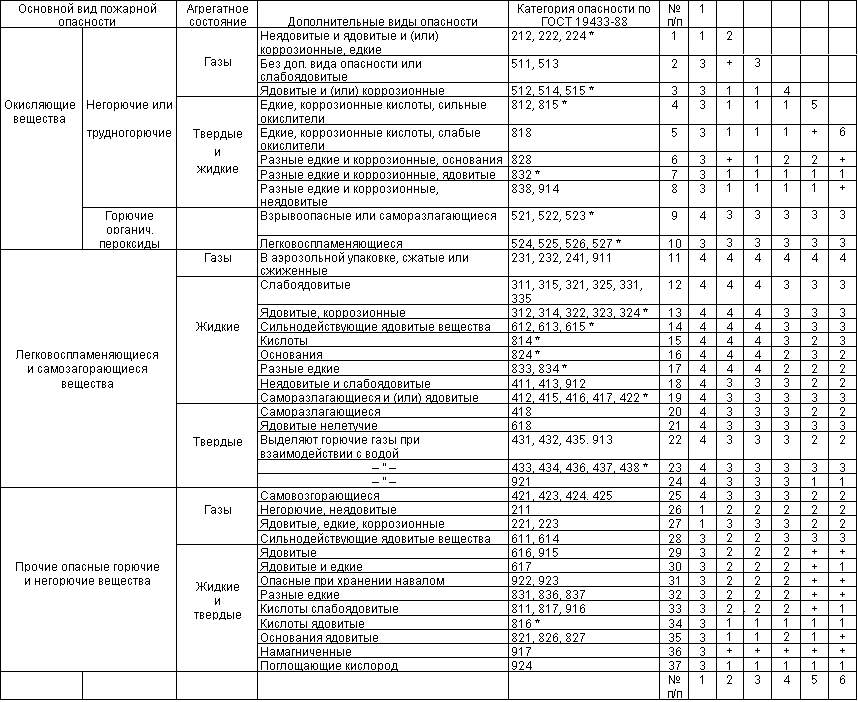 Основной вид пожарной опасности Агрегатное состояние Дополнительные виды опасности Категория опасности по ГОСТ 19433-88 № п/п 1
Окисляющие вещества Негорючие или трудногорючие Газы Неядовитые и ядовитые и (или) коррозионные, едкие 212, 222, 224 * 1 1 2
Без доп. вида опасности или слабоядовитые 511, 513 2 3 + 3
Ядовитые и (или) коррозионные 512, 514, 515 * 3 3 1 1 4
Твердые и жидкие Едкие, коррозионные кислоты, сильные окислители 812, 815 * 4 3 1 1 1 5
Едкие, коррозионные кислоты, слабые окислители 818 5 3 1 1 1 + 6
Разные едкие и коррозионные, основания 828 6 3 + 1 2 2 +
Разные едкие и коррозионные, ядовитые 832 * 7 3 1 1 1 1 1
Разные едкие и коррозионные, неядовитые 838, 914 8 3 1 1 1 1 +
Горючие органич. пероксиды Взрывоопасные или саморазлагающиеся 521, 522, 523 * 9 4 3 3 3 3 3
Легковоспламеняющиеся 524, 525, 526, 527 * 10 3 3 3 3 3 3
Легковоспламеняющиеся и самозагорающиеся вещества Газы В аэрозольной упаковке, сжатые или сжиженные 231, 232, 241, 911 11 4 4 4 4 4 4
Жидкие Слабоядовитые 311, 315, 321, 325, 331, 335 12 4 4 4 3 3 3
Ядовитые, коррозионные 312, 314, 322, 323, 324 * 13 4 4 4 3 3 3
Сильнодействующие ядовитые вещества 612, 613, 615 * 14 4 4 4 3 3 3
Кислоты 814 * 15 4 4 4 3 2 3
Основания 824 * 16 4 4 4 2 3 2
Разные едкие 833, 834 * 17 4 4 4 2 2 2
Неядовитые и слабоядовитые 411, 413, 912 18 4 3 3 3 2 2
Саморазлагающиеся и (или) ядовитые 412, 415, 416, 417, 422 * 19 4 3 3 3 3 3
Твердые Саморазлагающиеся 418 20 4 3 3 3 2 2
Ядовитые нелетучие 618 21 4 3 3 3 3 3
Выделяют горючие газы при взаимодействии с водой 431, 432, 435. 913 22 4 3 3 3 2 2
– " – 433, 434, 436, 437, 438 * 23 4 3 3 3 3 3
– " – 921 24 4 3 3 3 1 1
Прочие опасные горючие и негорючие вещества Газы Самовозгорающиеся 421, 423, 424. 425 25 4 3 3 3 2 2
Негорючие, неядовитые 211 26 1 2 2 2 2 2
Ядовитые, едкие, коррозионные 221, 223 27 1 3 3 3 2 2
Сильнодействующие ядовитые вещества 611, 614 28 3 2 2 3 3 3
Жидкие и твердые Ядовитые 616, 915 29 3 2 2 2 + +
Ядовитые и едкие 617 30 3 2 2 2 + 1
Опасные при хранении навалом 922, 923 31 3 2 2 2 + +
Разные едкие 831, 836, 837 32 3 2 2 2 + +
Кислоты слабоядовитые 811, 817, 916 33 3 2 2 2 + 1
Кислоты ядовитые 816 * 34 3 1 1 1 1 1
Основания ядовитые 821, 826, 827 35 3 1 1 2 1 +
Намагниченные 917 36 3 + + + + +
Поглощающие кислород 924 37 3 1 1 1 1 1
№ п/п 1 2 3 4 5 6